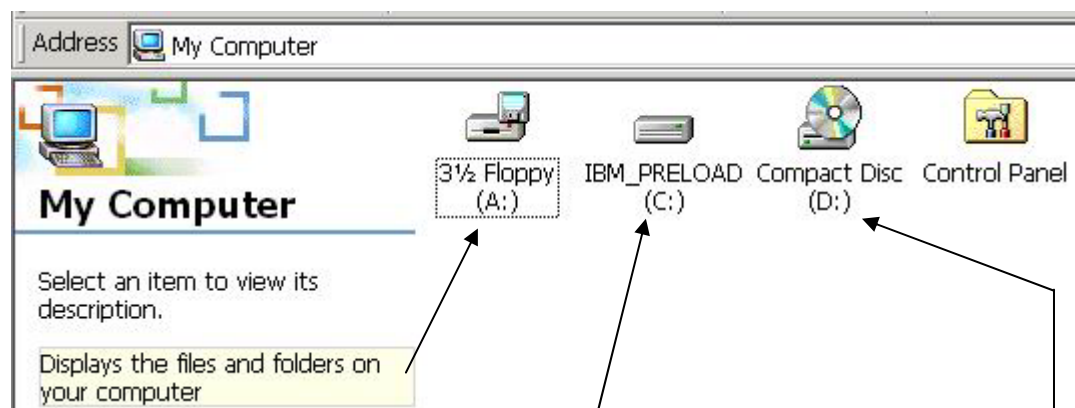 Address My Computer
3½ Floppy (A:)
IBM_PRELOAD (C:)
Compact Disc (D:)
Control Panel
My Computer
Select an item to view its
description.
Displays the files and folders on
your computer